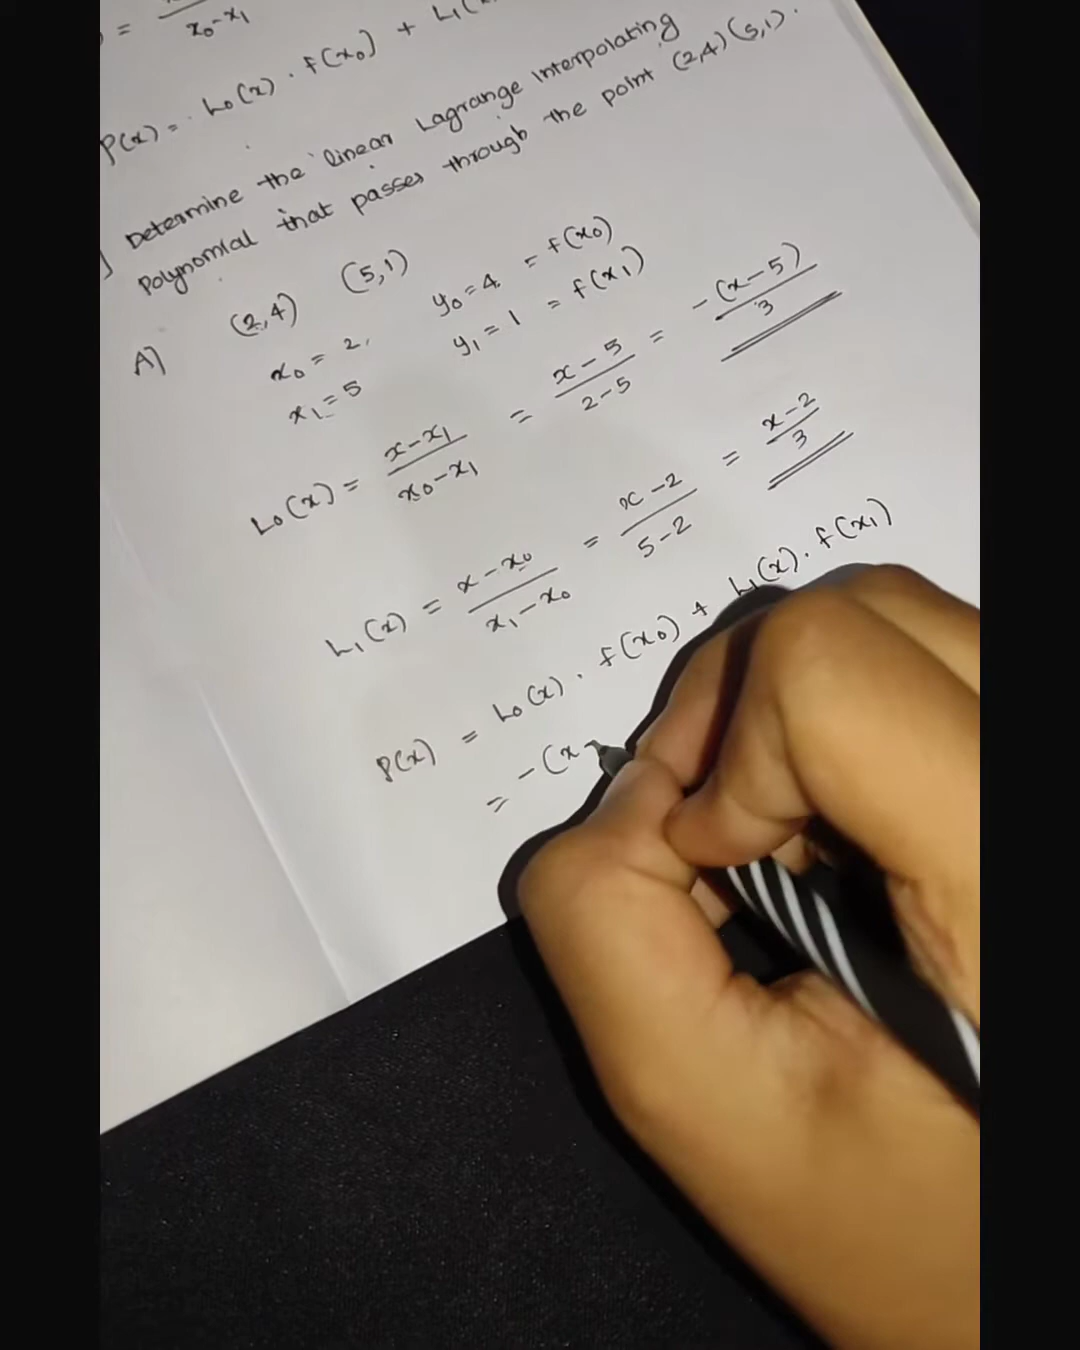 = x₀-x₁
P(x) = L₀(x) . f(x₀) + L₁(
Determine the linear Lagrange Interpolating
Polynomial that passes through the point (2,4) (5,1).
A) (2,4) (5,1)
x₀ = 2, y₀ = 4 = f(x₀)
x₁ = 5 y₁ = 1 = f(x₁)
L₀(x) = x-x₁ / x₀-x₁ = x-5 / 2-5 = -(x-5) / 3
L₁(x) = x-x₀ / x₁-x₀ = x-2 / 5-2 = x-2 / 3
P(x) = L₀(x) . f(x₀) + L₁(x) . f(x₁)
= -(x-